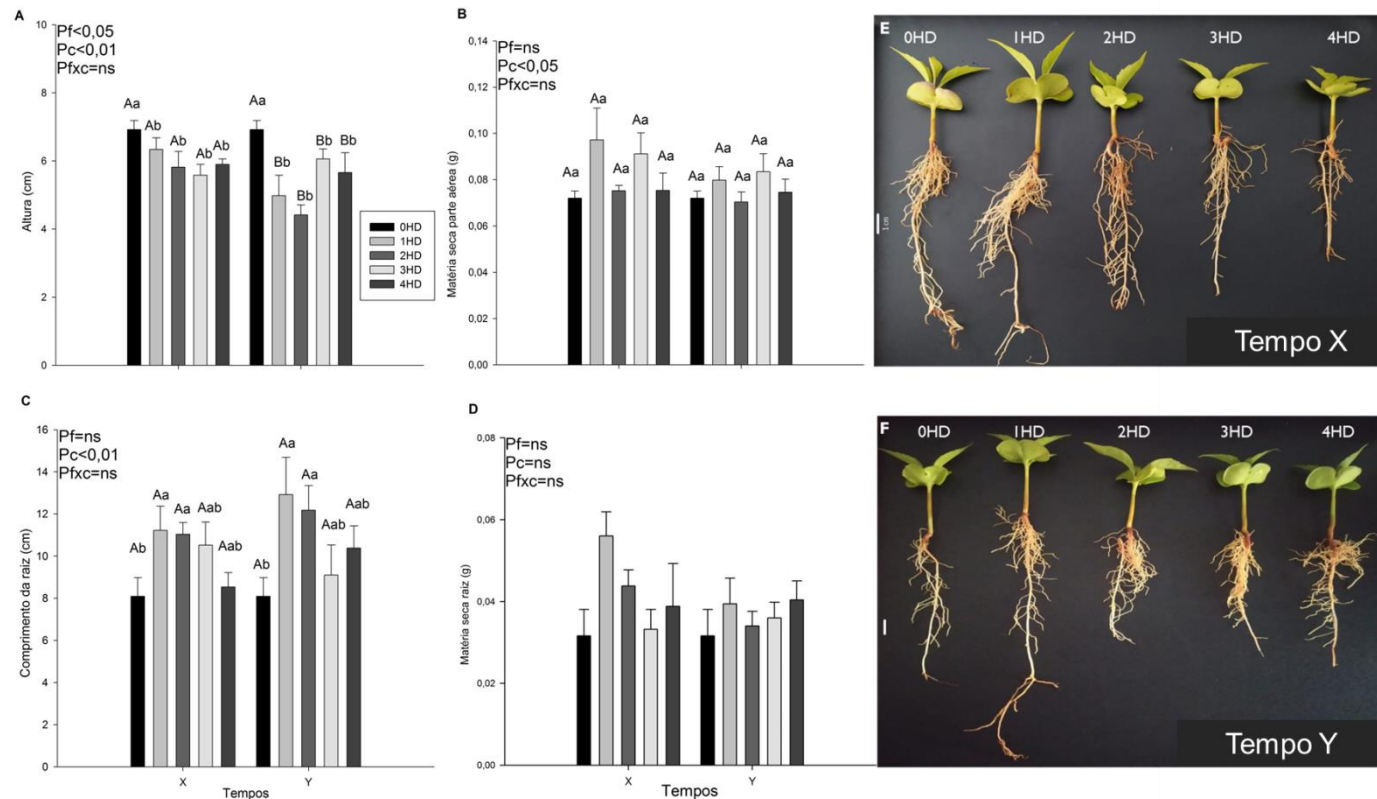 A
Pf<0,05
Pc<0,01
Pfxc=ns
10
8
6
4
2
0
Altura (cm)
Aa Ab Ab Ab Ab Aa Bb Bb Bb Bb
0HD
1HD
2HD
3HD
4HD
B
Pf=ns
Pc<0,05
Pfxc=ns
0,14
0,12
0,10
0,08
0,06
0,04
0,02
0,00
Matéria seca parte aérea (g)
Aa Aa Aa Aa Aa Aa Aa Aa Aa Aa
E
0HD 1HD 2HD 3HD 4HD
1 cm
Tempo X
C
Pf=ns
Pc<0,01
Pfxc=ns
16
14
12
10
8
6
4
2
0
Comprimento da raiz (cm)
Ab Aa Aa Aab Aab Ab Aa Aa Aab Aab
X Y
Tempos
D
Pf=ns
Pc=ns
Pfxc=ns
0,08
0,06
0,04
0,02
0,00
Matéria seca raiz (g)
X Y
Tempos
F
0HD 1HD 2HD 3HD 4HD
Tempo Y